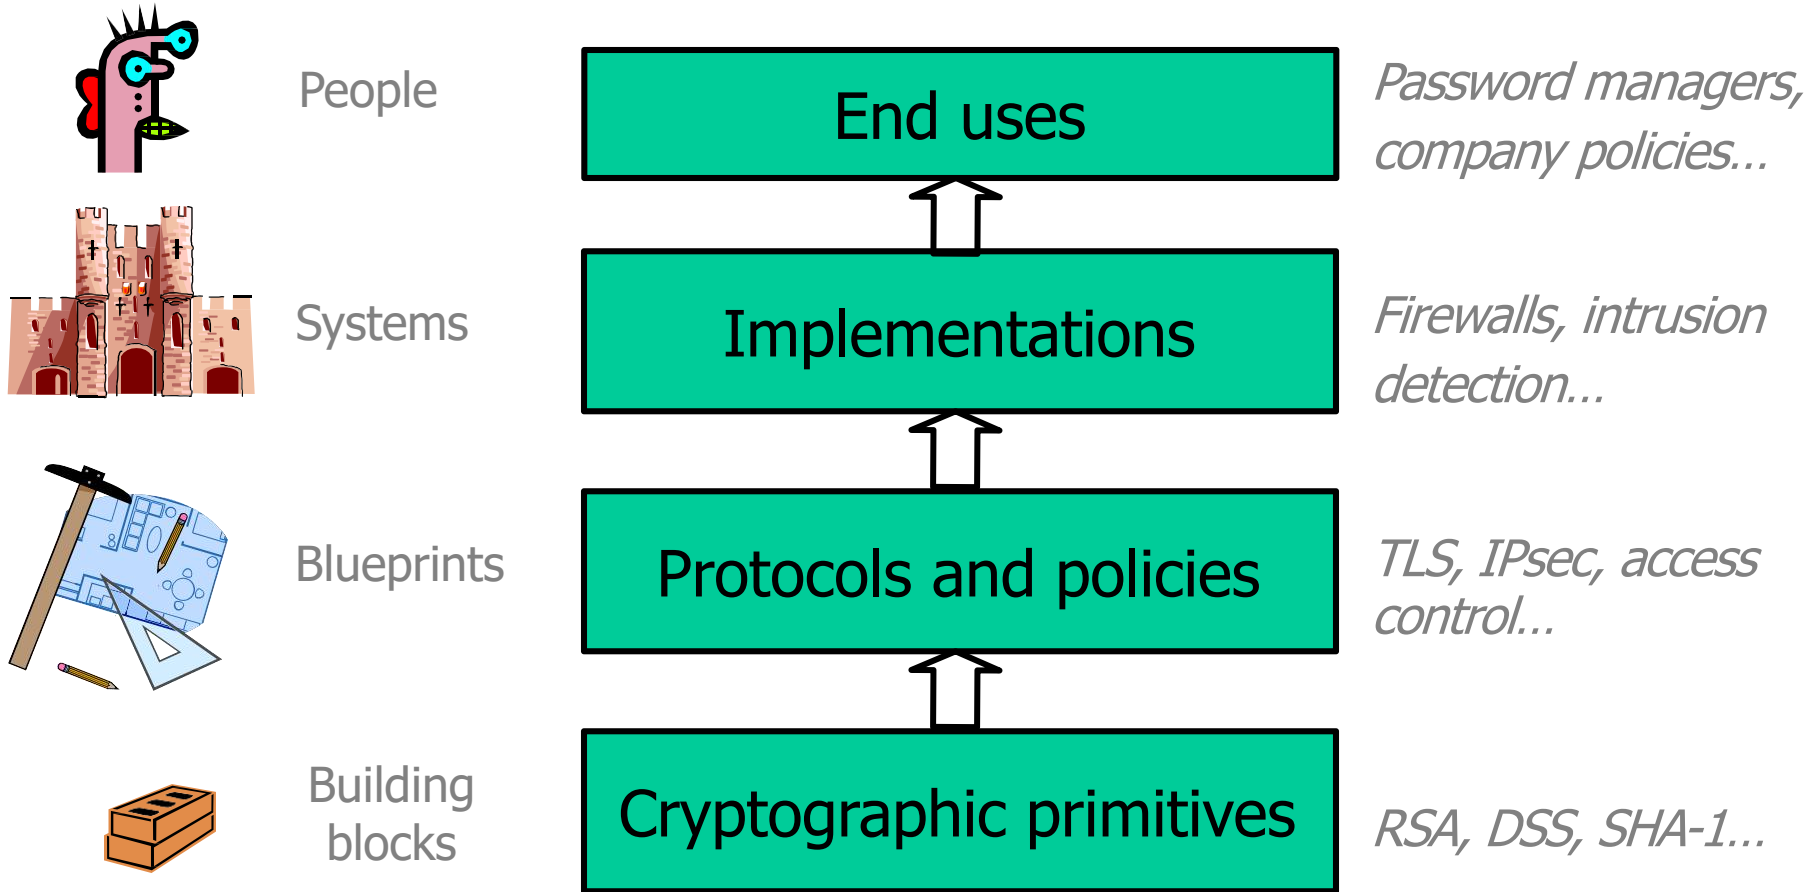 People
End uses
Password managers,
company policies…
Systems
Implementations
Firewalls, intrusion
detection…
Blueprints
Protocols and policies
TLS, IPsec, access
control…
Building
blocks
Cryptographic primitives
RSA, DSS, SHA-1…